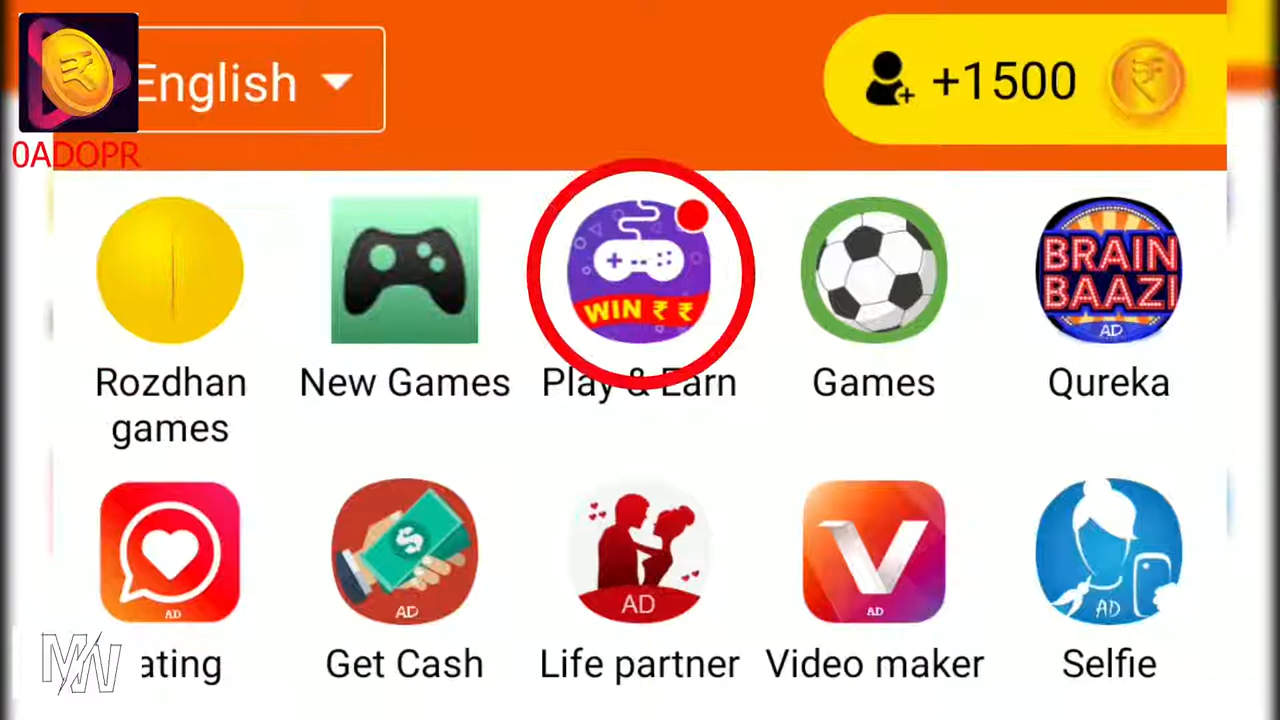 English
+1500
0ADOPR
WIN ₹ ₹
BRAIN
BAAZI
AD
Rozdhan
games
New Games
Play & Earn
Games
Qureka
AD
AD
AD
AD
AD
ating
Get Cash
Life partner
Video maker
Selfie
MN